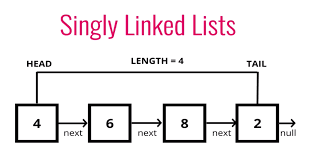 Singly Linked Lists
HEAD LENGTH = 4 TAIL
4 6 8 2
next next next null